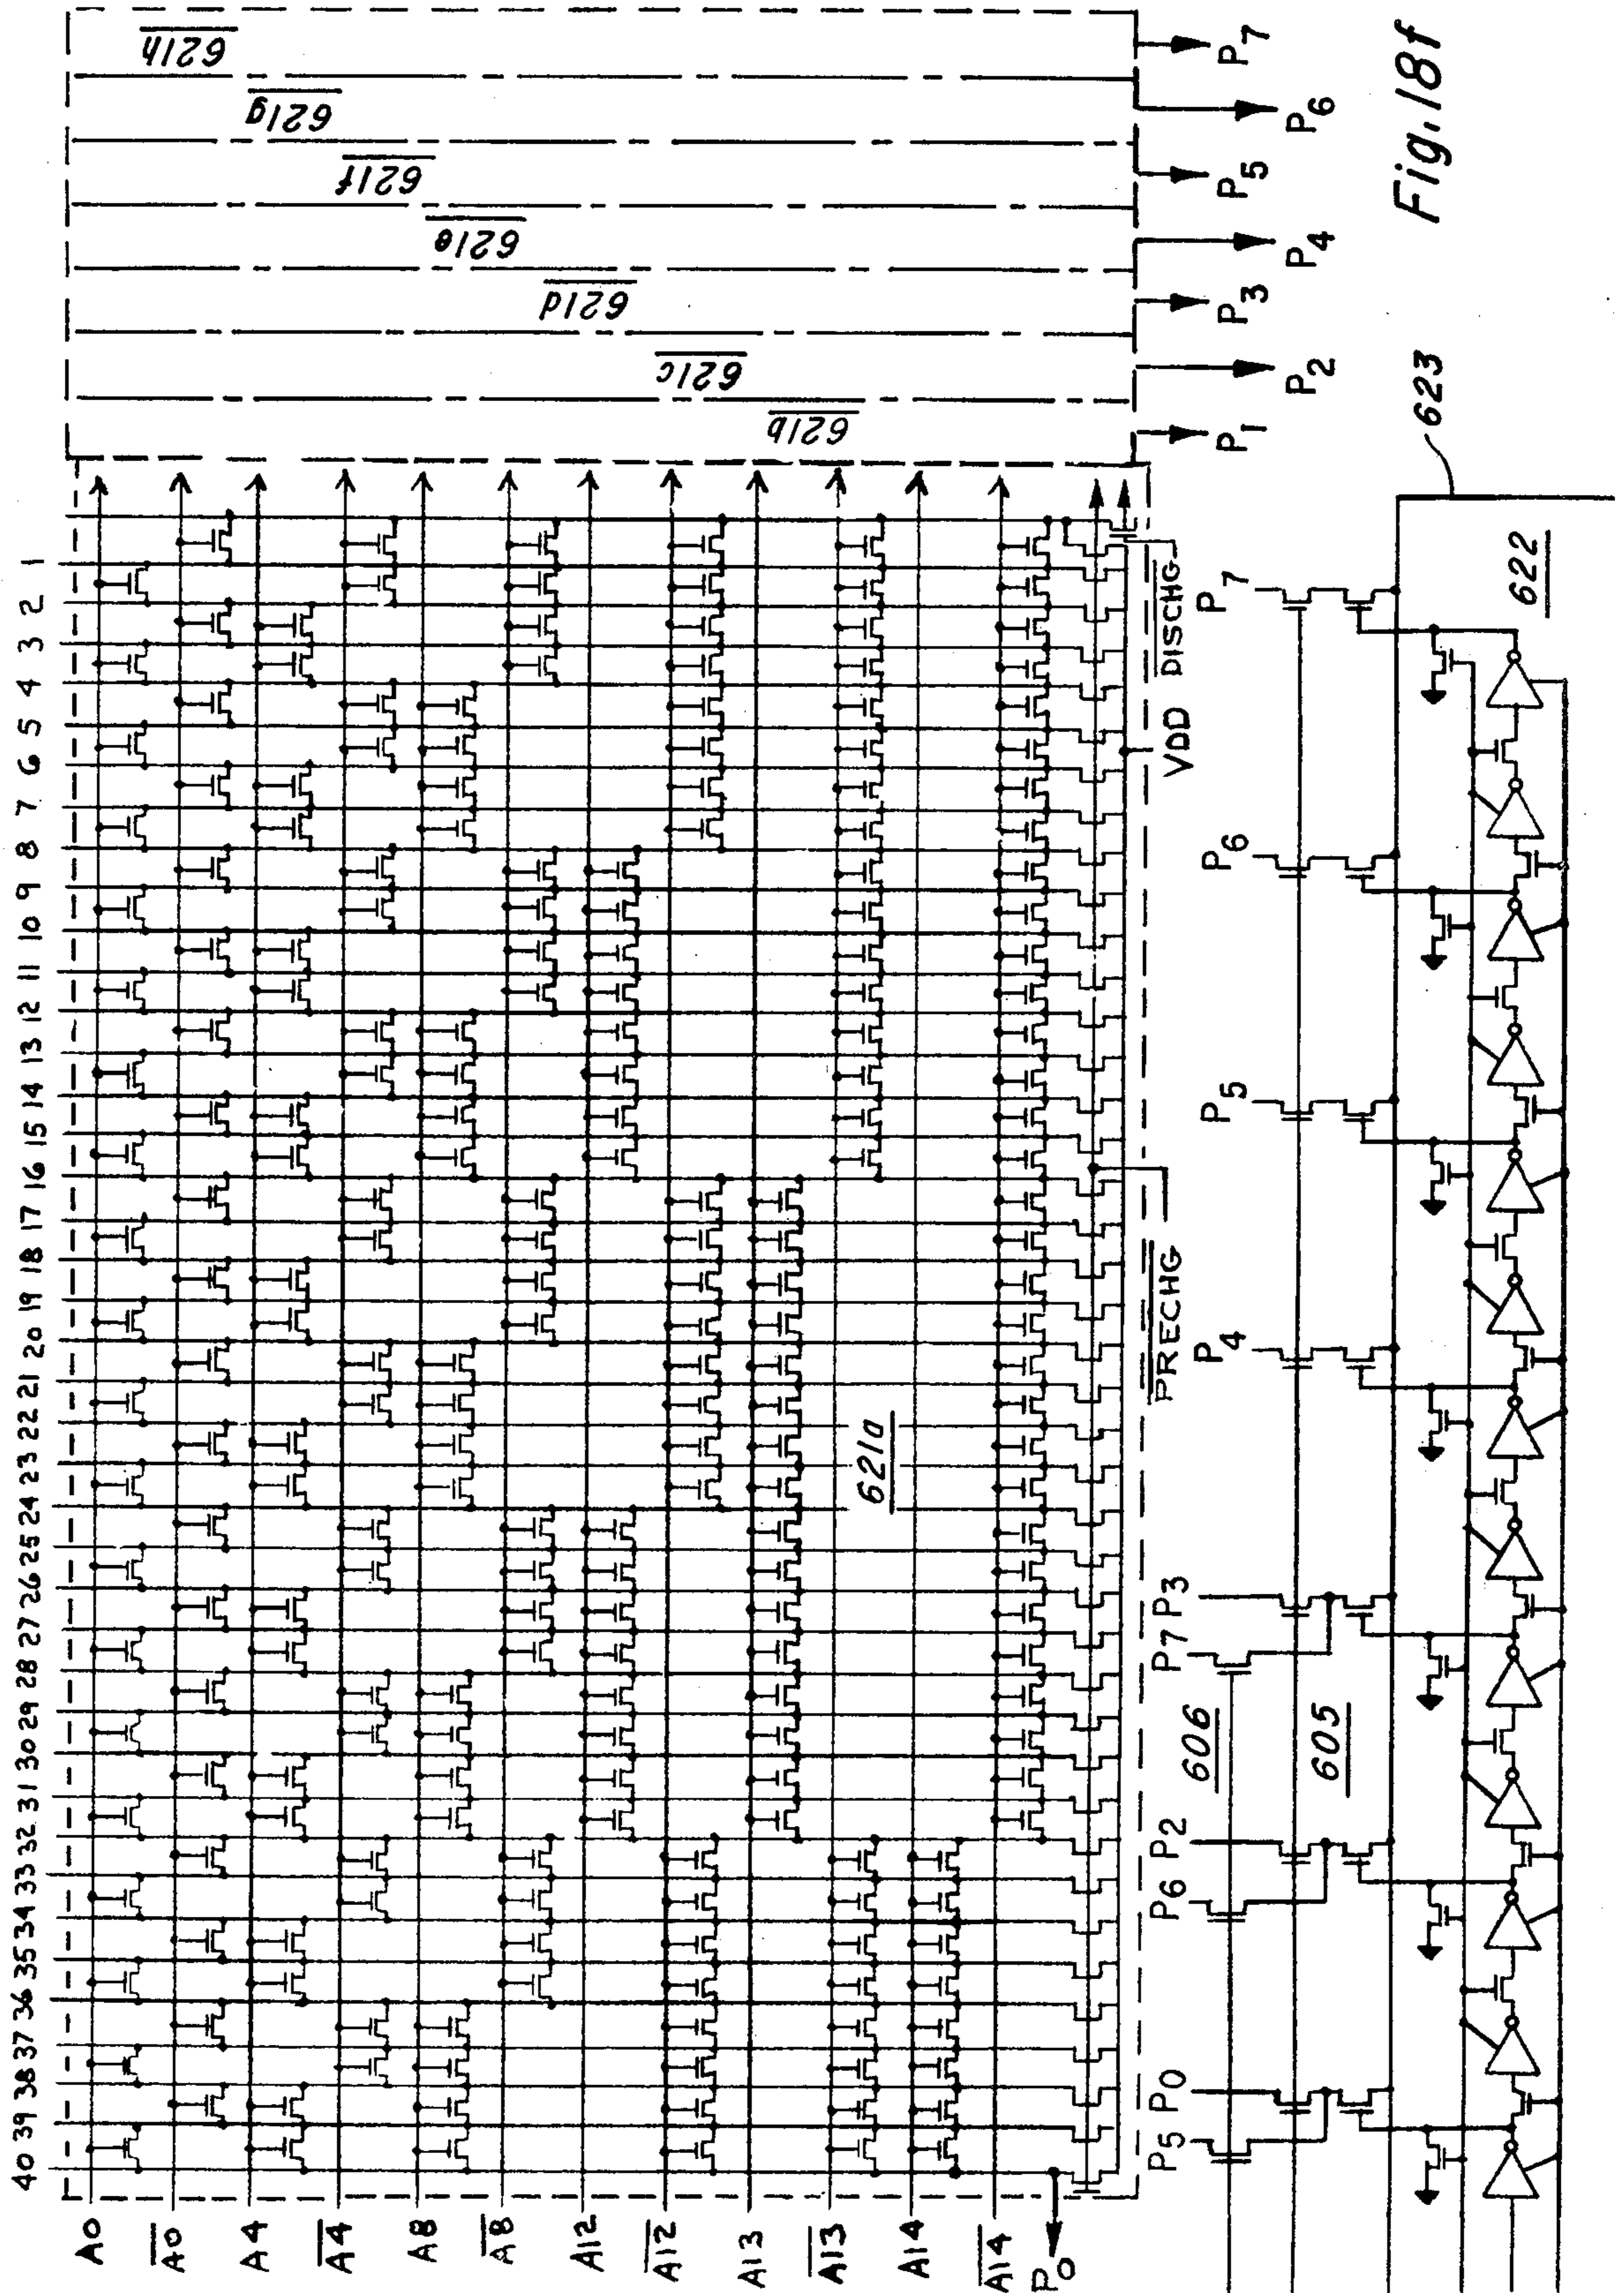 40 39 38 37 36 35 34 33 32 31 30 29 28 27 26 25 24 23 22 21 20 19 18 17 16 15 14 13 12 11 10 9 8 7 6 5 4 3 2 1
A0
A0
A4
A4
A8
A8
A12
A12
A13
A13
A14
A14
P0
621a
PRECHG
VDD
DISCHG
621b
621c
621d
621e
621f
621g
621h
P1
P2
P3
P4
P5
P6
P7
P5
P0
P6
P2
P7
P3
P4
P5
P6
P7
606
605
622
623
Fig. 18f